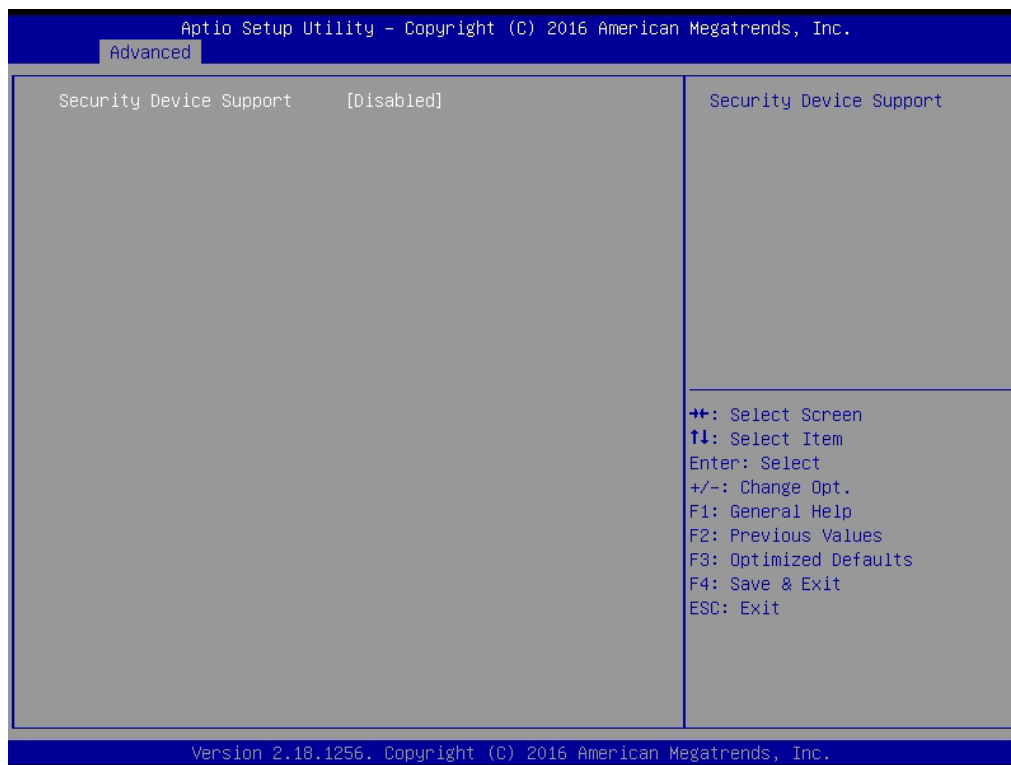 Aptio Setup Utility – Copyright (C) 2016 American Megatrends, Inc.
Advanced
Security Device Support [Disabled]
Security Device Support
→←: Select Screen
↑↓: Select Item
Enter: Select
+/-: Change Opt.
F1: General Help
F2: Previous Values
F3: Optimized Defaults
F4: Save & Exit
ESC: Exit
Version 2.18.1256. Copyright (C) 2016 American Megatrends, Inc.